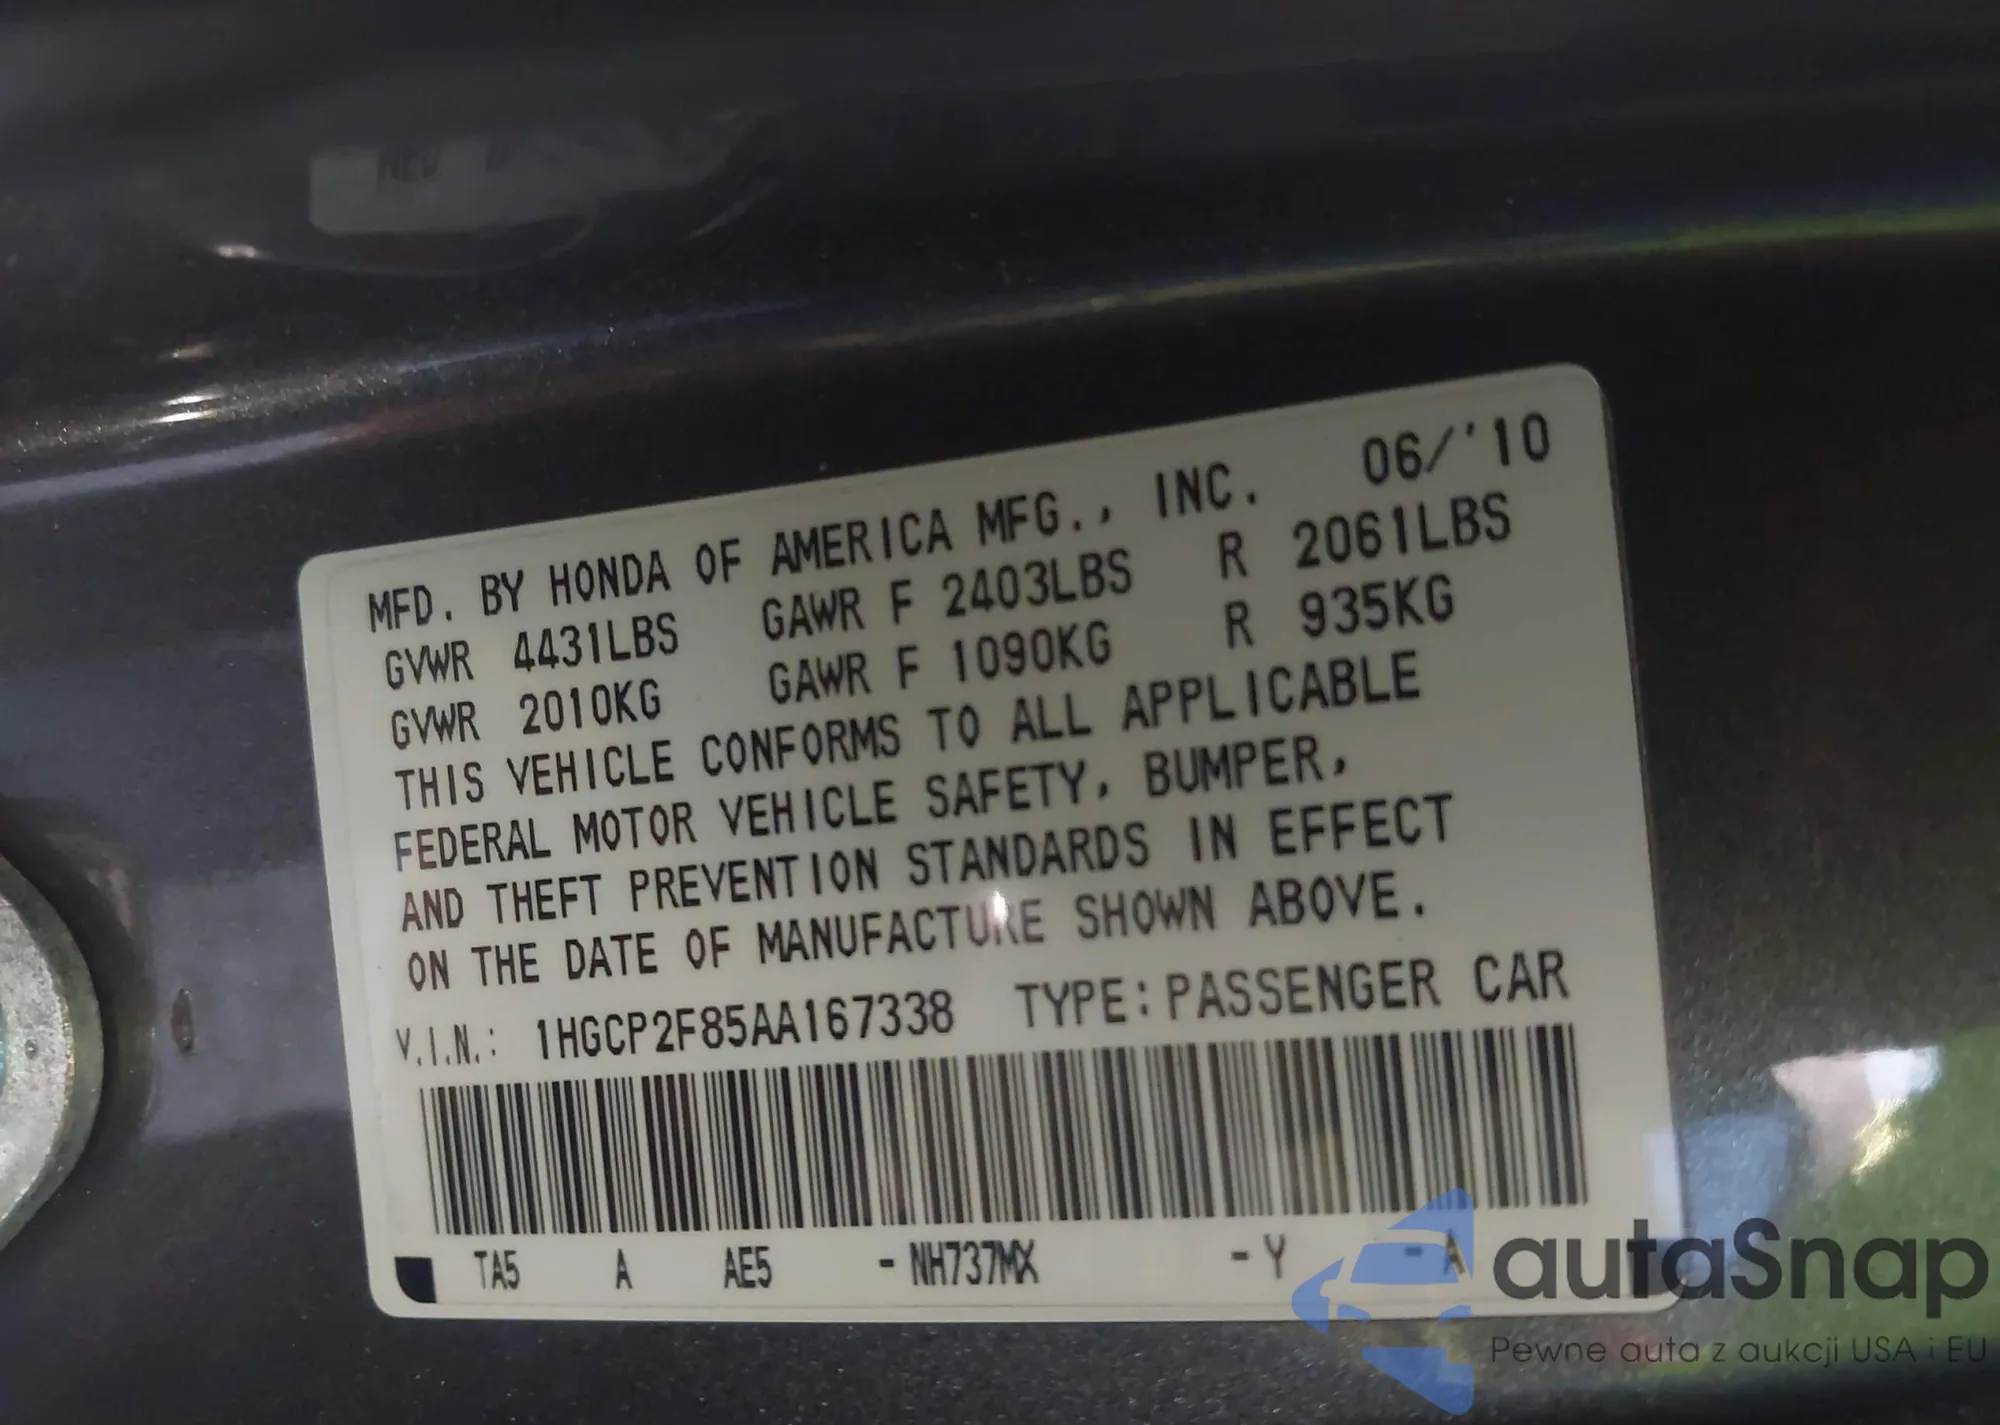 MFD. BY HONDA OF AMERICA MFG., INC. 06/'10
GVWR 4431LBS GAWR F 2403LBS R 2061LBS
GVWR 2010KG GAWR F 1090KG R 935KG
THIS VEHICLE CONFORMS TO ALL APPLICABLE
FEDERAL MOTOR VEHICLE SAFETY, BUMPER,
AND THEFT PREVENTION STANDARDS IN EFFECT
ON THE DATE OF MANUFACTURE SHOWN ABOVE.
V.I.N.: 1HGCP2F85AA167338 TYPE:PASSENGER CAR
TA5 A AE5 - NH737MX - Y - A
autaSnap
Pewne auta z aukcji USA i EU